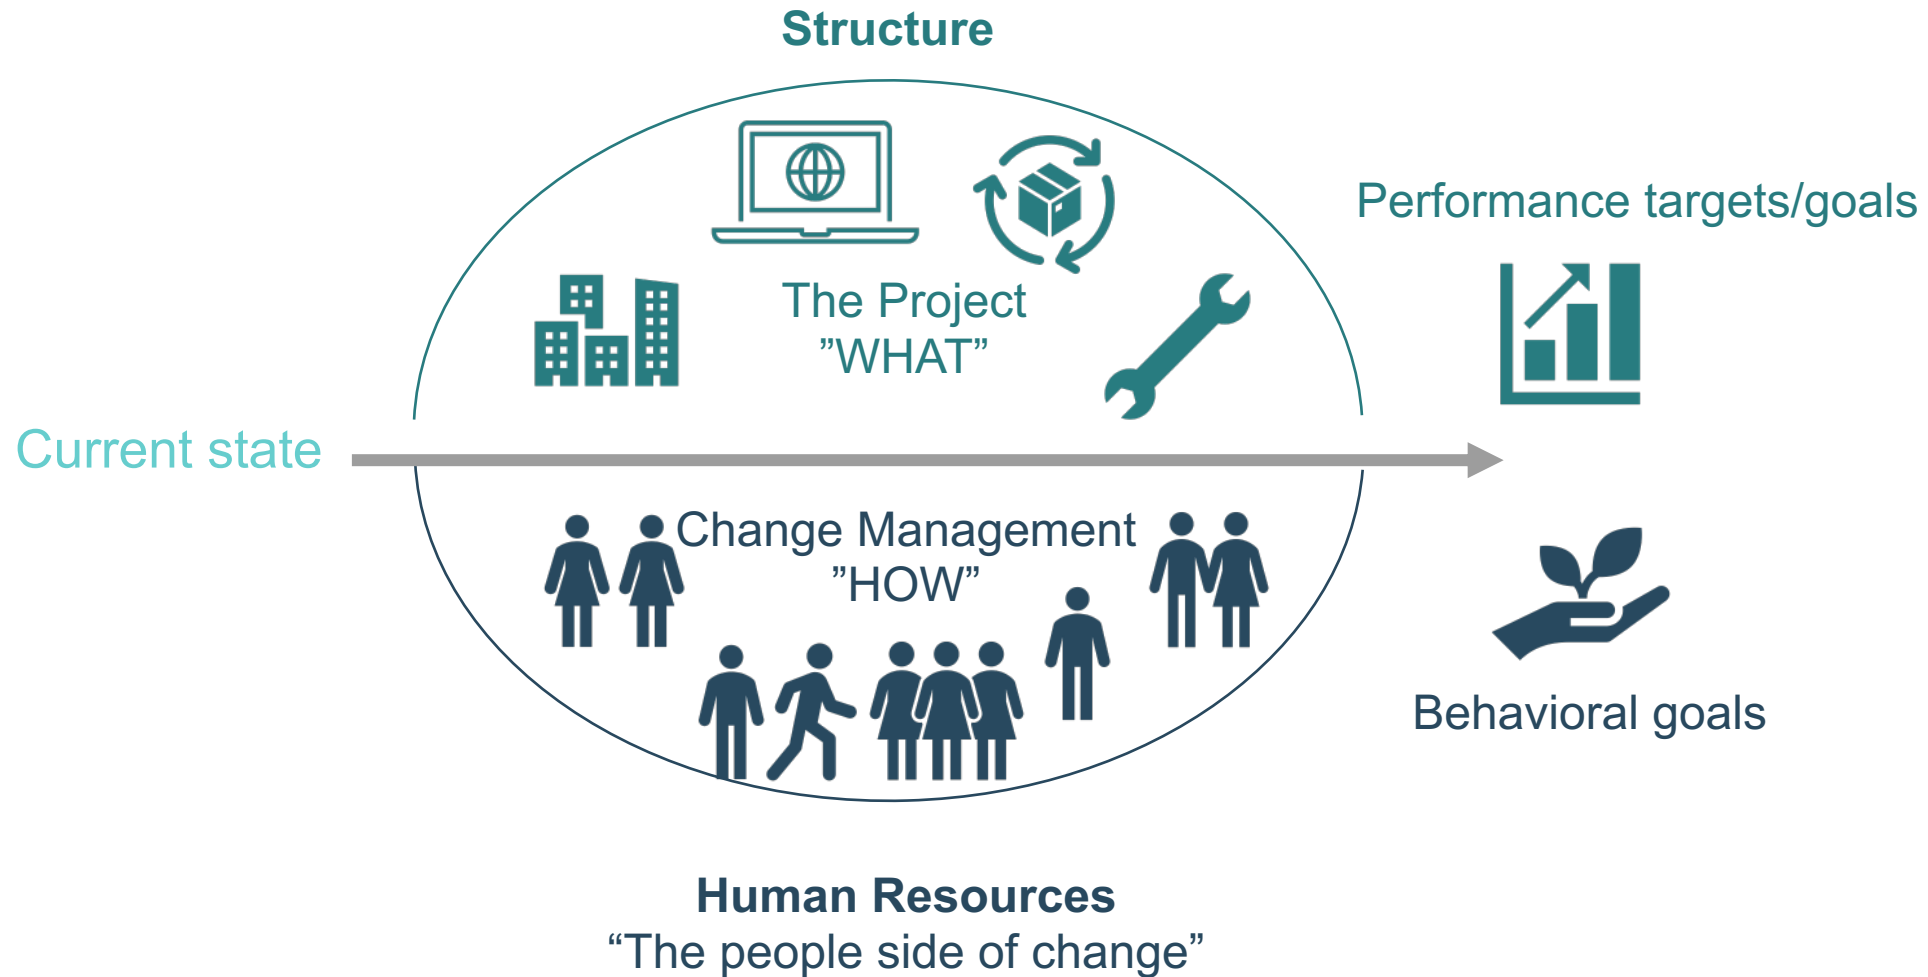 Structure
The Project
”WHAT”
Performance targets/goals
Current state
Change Management
”HOW”
Behavioral goals
Human Resources
“The people side of change”